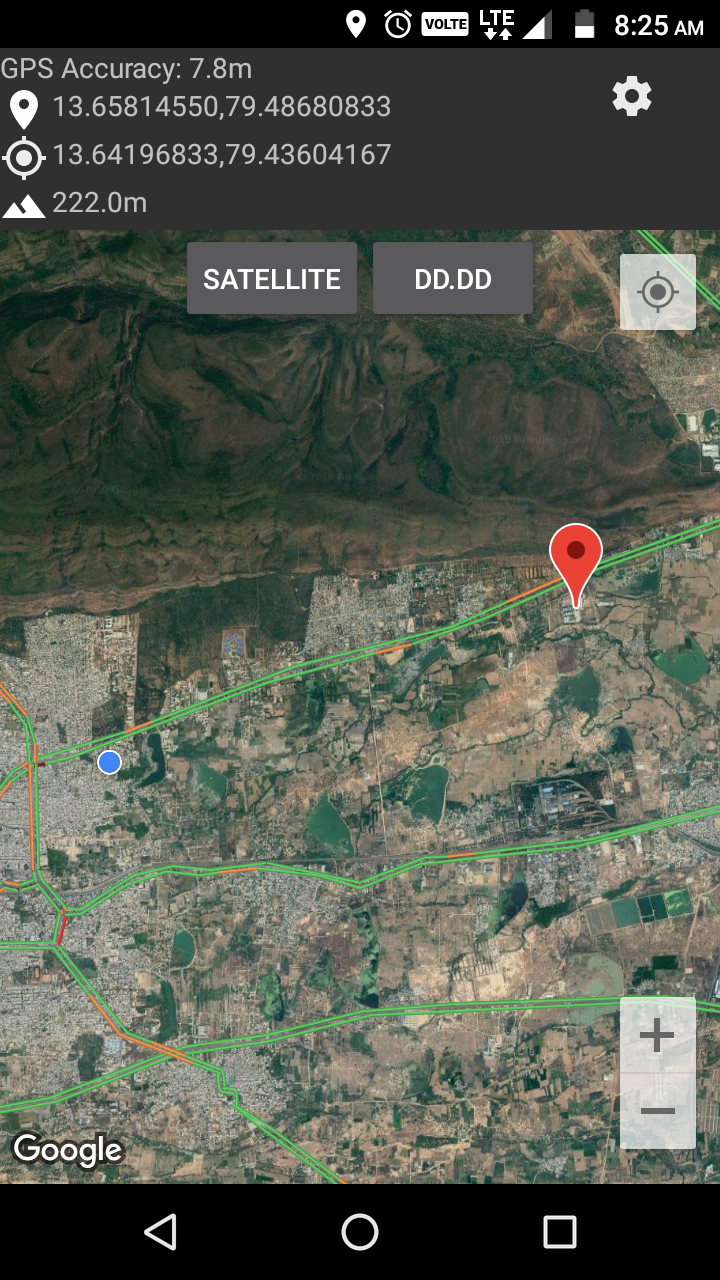 VOLTE LTE 8:25 AM
GPS Accuracy: 7.8m
13.65814550,79.48680833
13.64196833,79.43604167
222.0m
SATELLITE DD.DD
Google